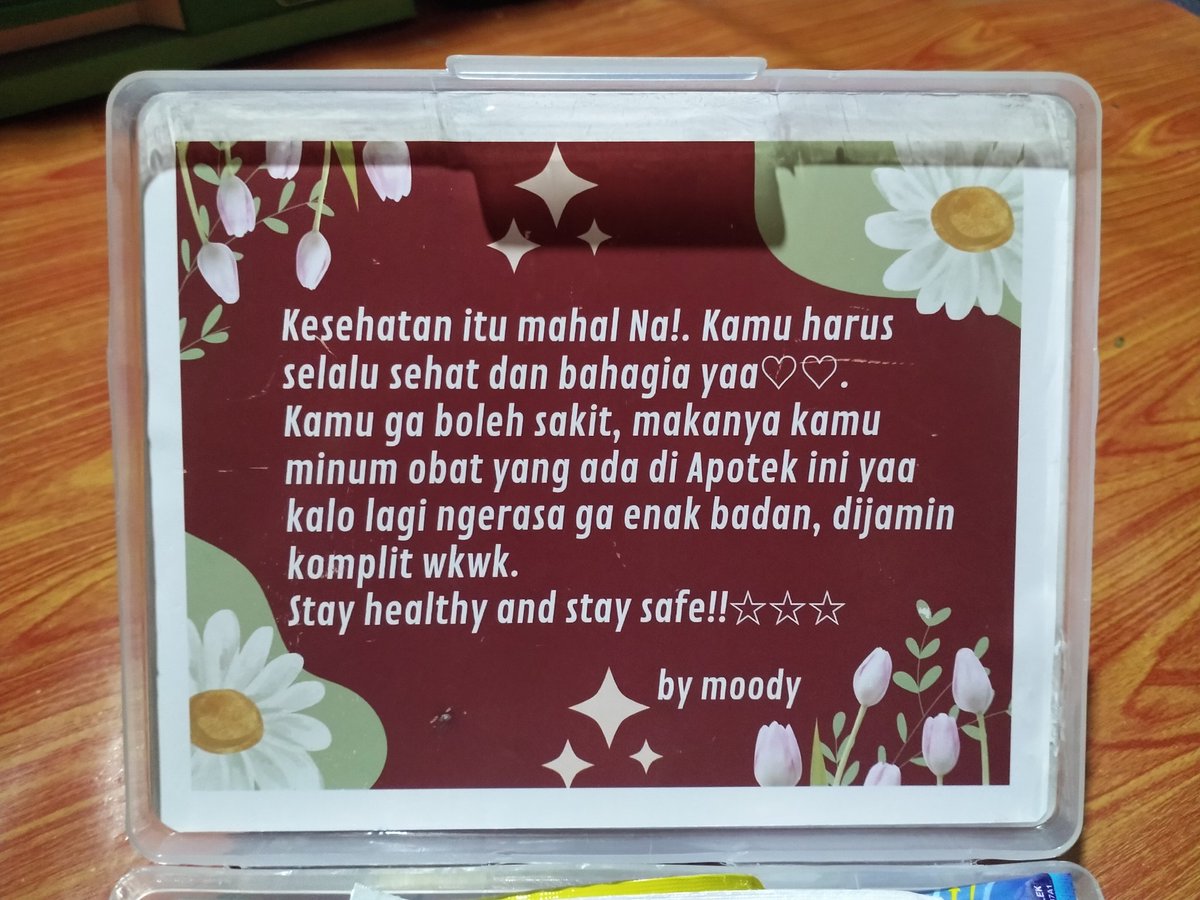 Kesehatan itu mahal Na!. Kamu harus
selalu sehat dan bahagia yaa♡♡.
Kamu ga boleh sakit, makanya kamu
minum obat yang ada di Apotek ini yaa
kalo lagi ngerasa ga enak badan, dijamin
komplit wkwk.
Stay healthy and stay safe!!☆☆☆
by moody